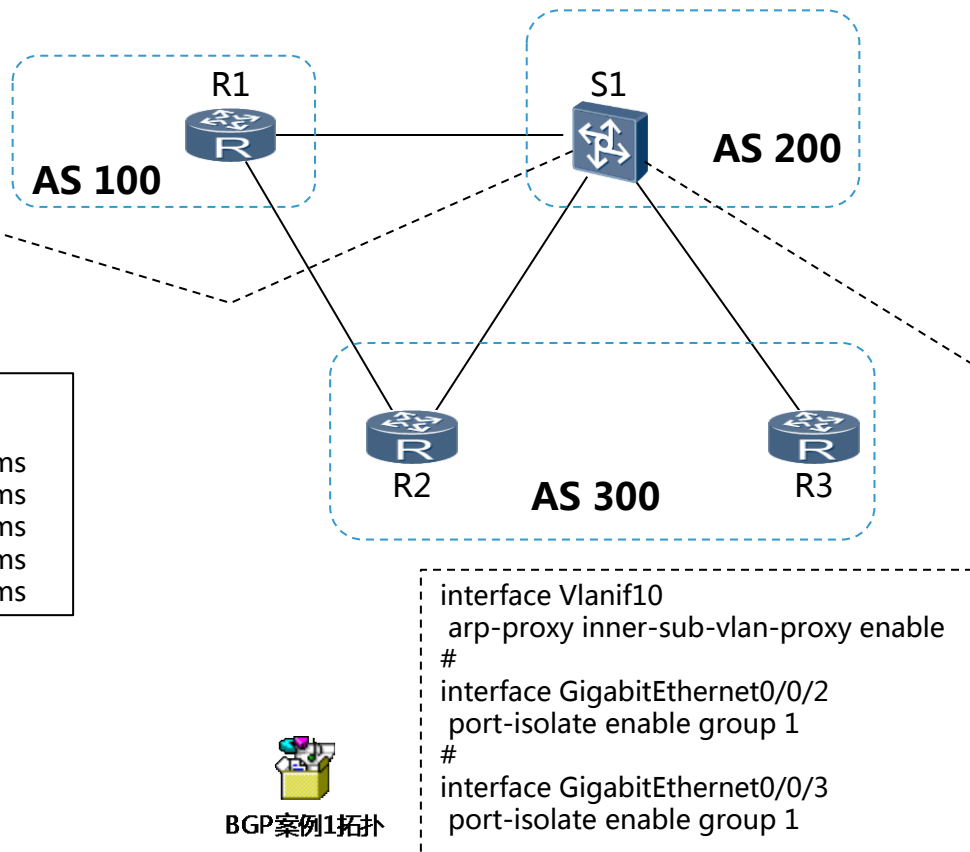 R1
S1
AS 100
AS 200
ms
ms
ms
ms
ms
R2
AS 300
R3
interface Vlanif10
arp-proxy inner-sub-vlan-proxy enable
#
interface GigabitEthernet0/0/2
port-isolate enable group 1
#
interface GigabitEthernet0/0/3
port-isolate enable group 1
BGP案例1拓扑